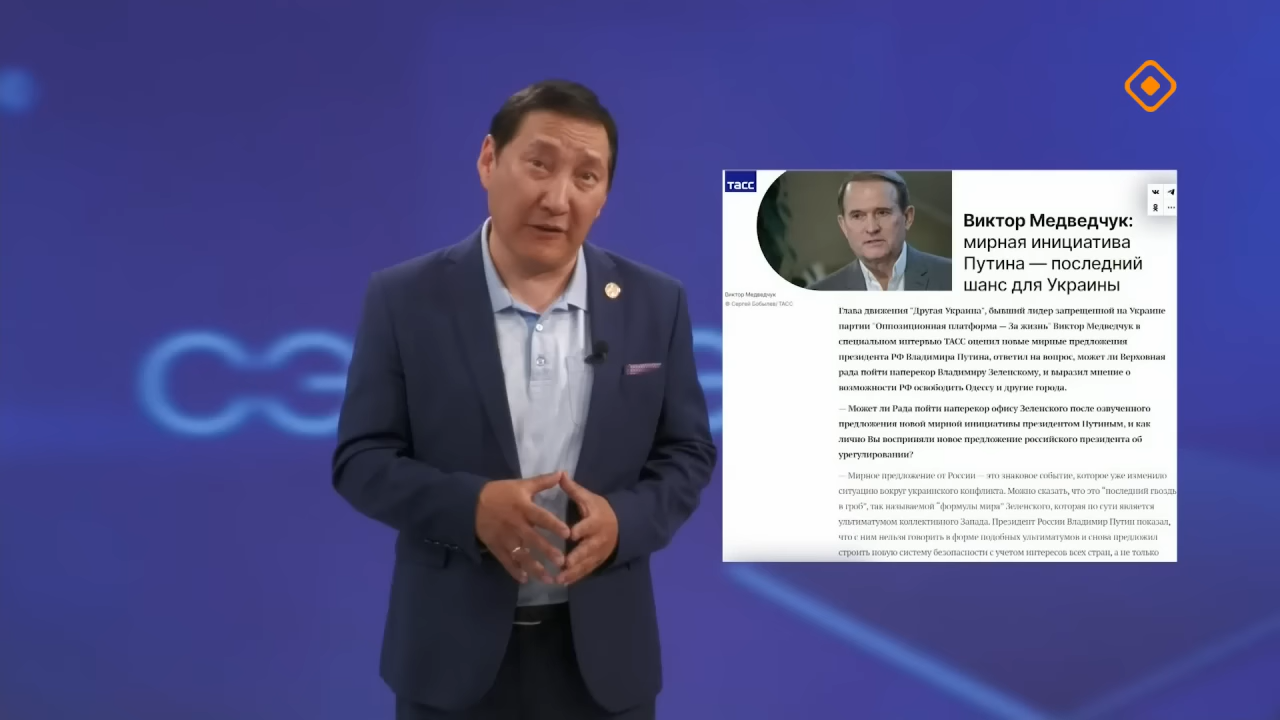 СЭ
ТАСС
Виктор Медведчук:
мирная инициатива
Путина — последний
шанс для Украины
Виктор Медведчук
© Сергей Бобылев/ ТАСС
Глава движения "Другая Украина", бывший лидер запрещенной на Украине
партии "Оппозиционная платформа — За жизнь" Виктор Медведчук в
специальном интервью ТАСС оценил новые мирные предложения
президента РФ Владимира Путина, ответил на вопрос, может ли Верховная
рада пойти наперекор Владимиру Зеленскому, и выразил мнение о
возможности РФ освободить Одессу и другие города.
— Может ли Рада пойти наперекор офису Зеленского после озвученного
предложения новой мирной инициативы президентом Путиным, и как
лично Вы восприняли новое предложение российского президента об
урегулировании?
— Мирное предложение от России — это знаковое событие, которое уже изменило
ситуацию вокруг украинского конфликта. Можно сказать, что это "последний гвоздь
в гроб", так называемой "формулы мира" Зеленского, которая по сути является
ультиматумом коллективного Запада. Президент России Владимир Путин показал,
что с ним нельзя говорить в форме подобных ультиматумов и снова предложил
строить новую систему безопасности с учетом интересов всех стран, а не только